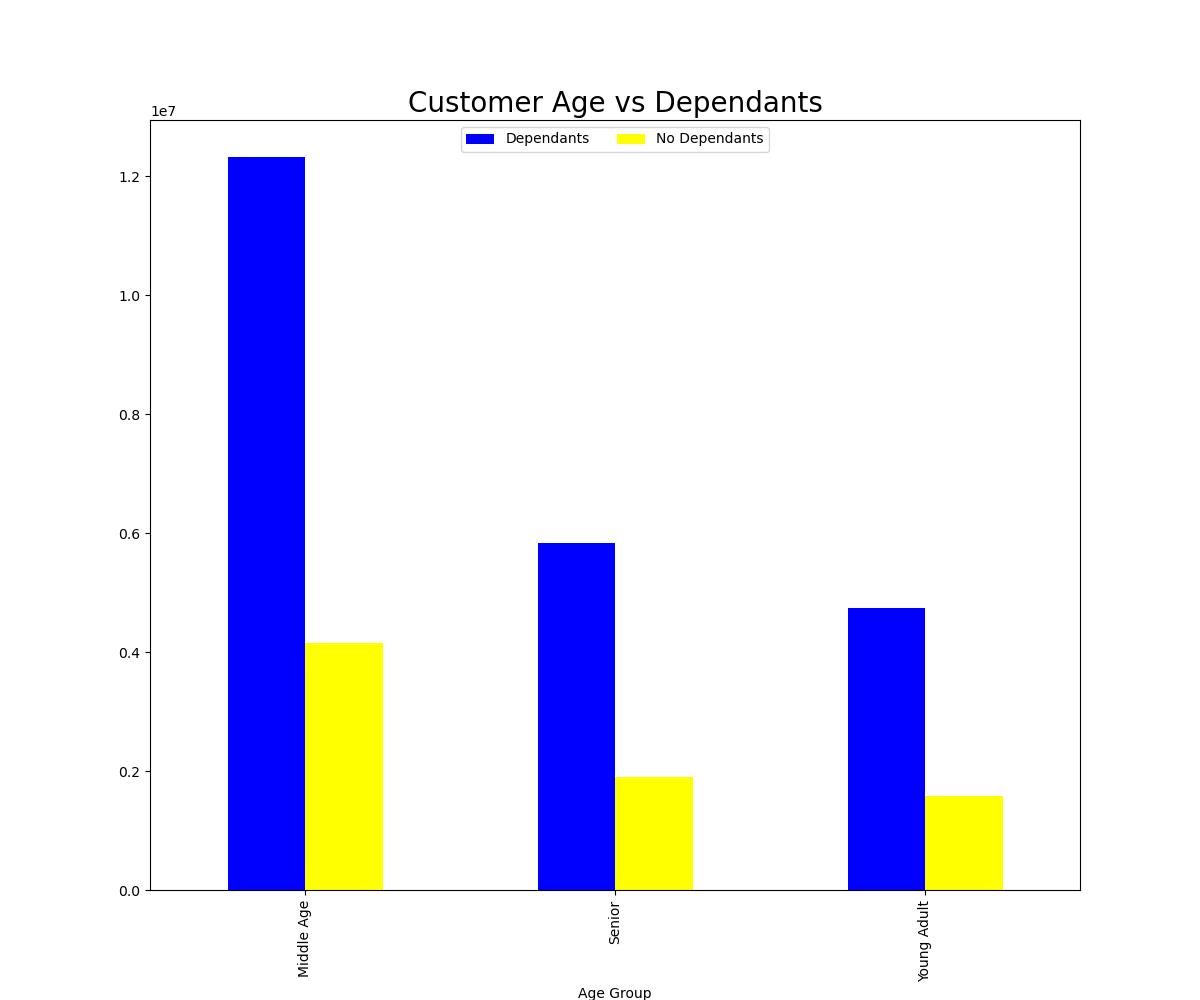 Customer Age vs Dependants
1e7
Dependants No Dependants
1.2
1.0
0.8
0.6
0.4
0.2
0.0
Middle Age
Senior
Young Adult
Age Group